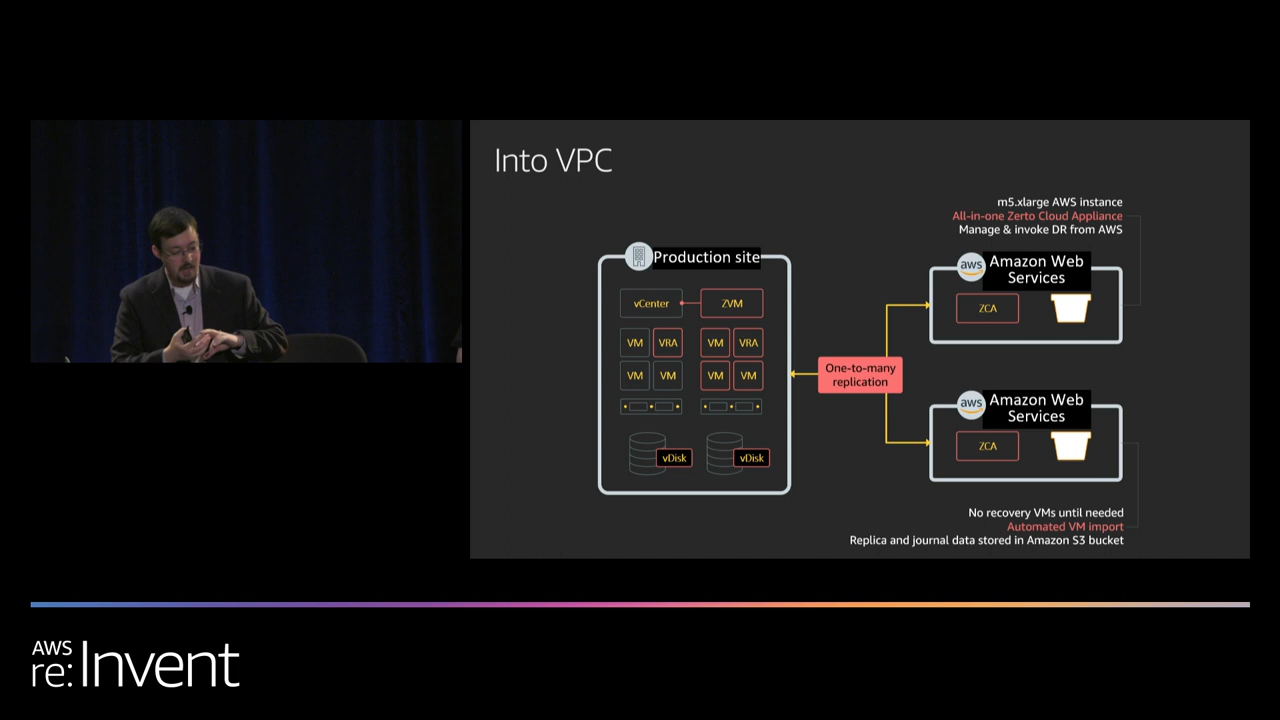 Into VPC
m5.xlarge AWS instance
All-in-one Zerto Cloud Appliance
Manage & invoke DR from AWS
Production site
aws
Amazon Web
Services
vCenter
ZVM
ZCA
VM
VRA
VM
VRA
VM
VM
VM
VM
One-to-many
replication
aws
Amazon Web
Services
ZCA
vDisk
vDisk
No recovery VMs until needed
Automated VM import
Replica and journal data stored in Amazon S3 bucket
AWS
re:Invent